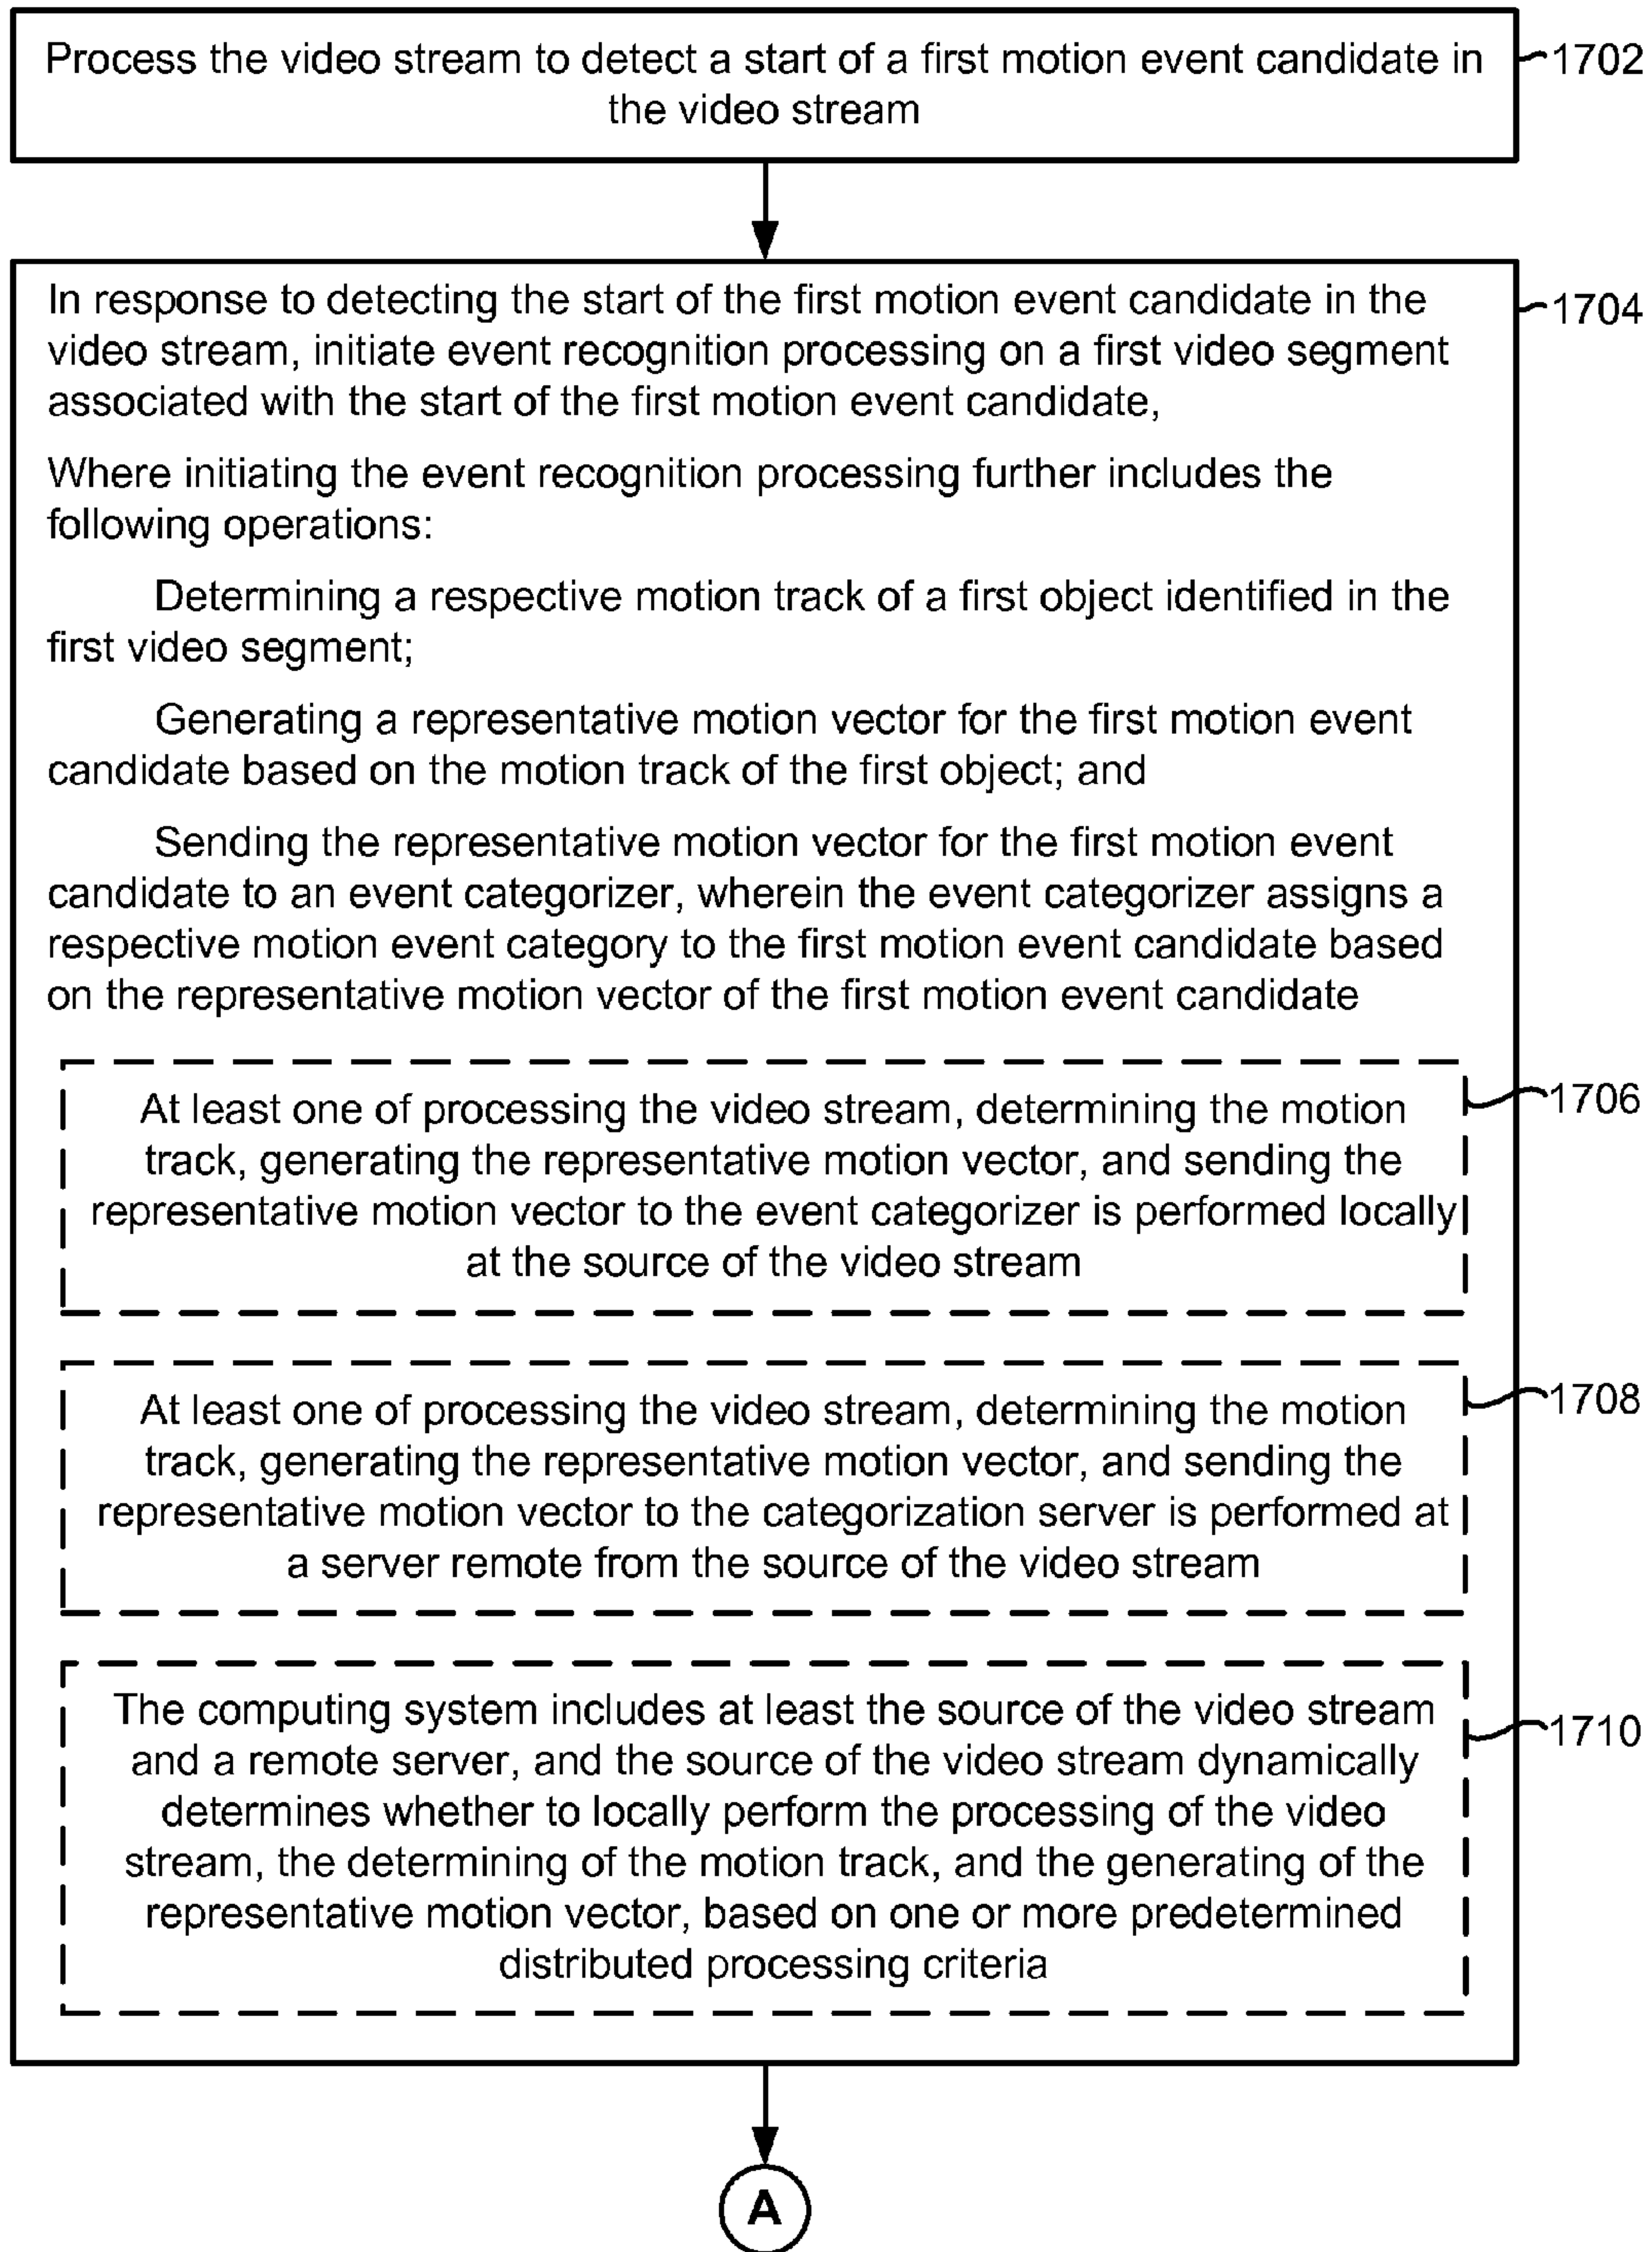 Process the video stream to detect a start of a first motion event candidate in
the video stream
1702
In response to detecting the start of the first motion event candidate in the
video stream, initiate event recognition processing on a first video segment
associated with the start of the first motion event candidate,
1704
Where initiating the event recognition processing further includes the
following operations:
Determining a respective motion track of a first object identified in the
first video segment;
Generating a representative motion vector for the first motion event
candidate based on the motion track of the first object; and
Sending the representative motion vector for the first motion event
candidate to an event categorizer, wherein the event categorizer assigns a
respective motion event category to the first motion event candidate based
on the representative motion vector of the first motion event candidate
At least one of processing the video stream, determining the motion
track, generating the representative motion vector, and sending the
representative motion vector to the event categorizer is performed locally
at the source of the video stream
1706
At least one of processing the video stream, determining the motion
track, generating the representative motion vector, and sending the
representative motion vector to the categorization server is performed at
a server remote from the source of the video stream
1708
The computing system includes at least the source of the video stream
and a remote server, and the source of the video stream dynamically
determines whether to locally perform the processing of the video
stream, the determining of the motion track, and the generating of the
representative motion vector, based on one or more predetermined
distributed processing criteria
1710
A